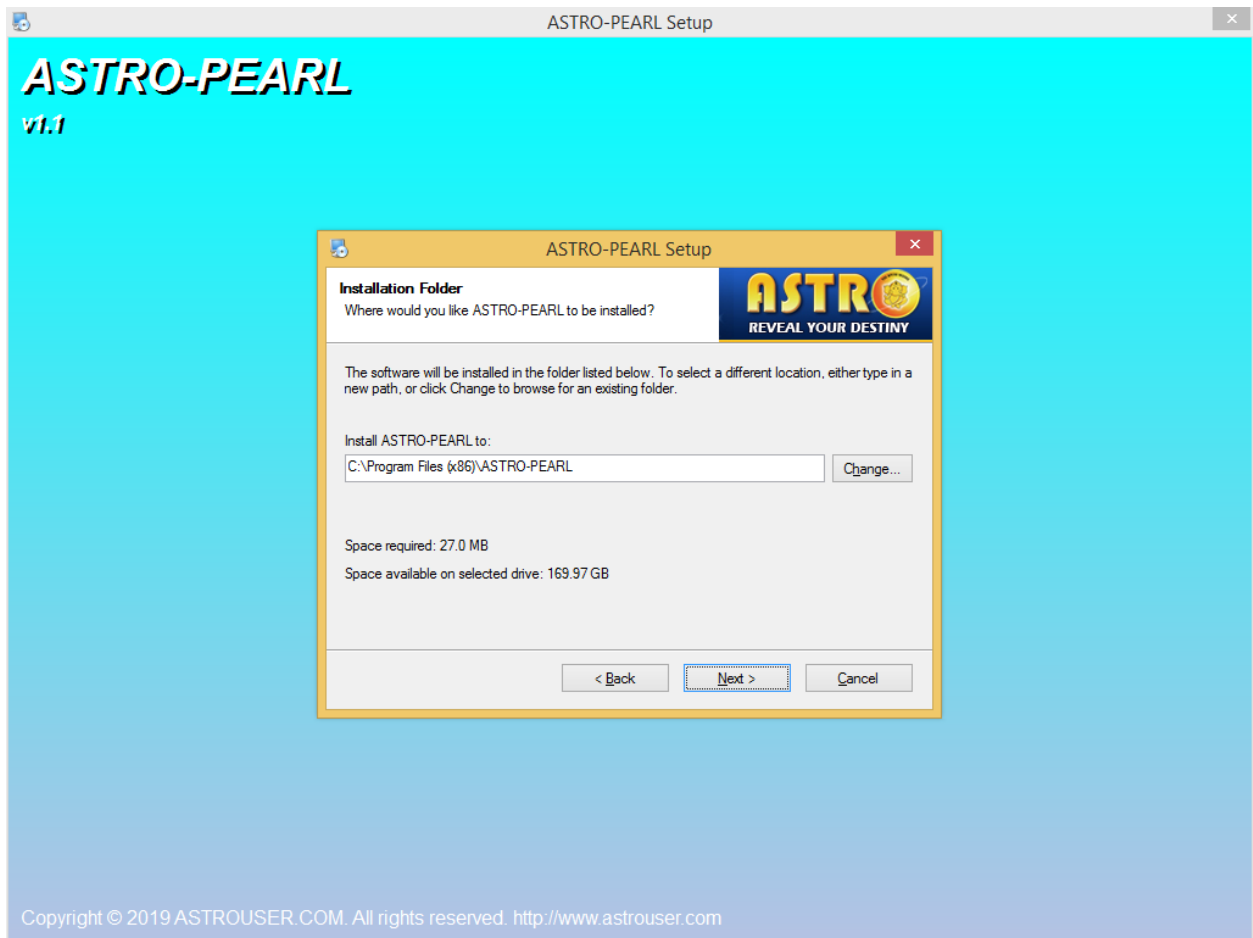 ASTRO-PEARL Setup
ASTRO-PEARL
v1.1
ASTRO-PEARL Setup
Installation Folder
Where would you like ASTRO-PEARL to be installed?
ASTRO
REVEAL YOUR DESTINY
The software will be installed in the folder listed below. To select a different location, either type in a
new path, or click Change to browse for an existing folder.
Install ASTRO-PEARL to:
C:\Program Files (x86)\ASTRO-PEARL
Change...
Space required: 27.0 MB
Space available on selected drive: 169.97 GB
< Back Next > Cancel
Copyright © 2019 ASTROUSER.COM. All rights reserved. http://www.astrouser.com